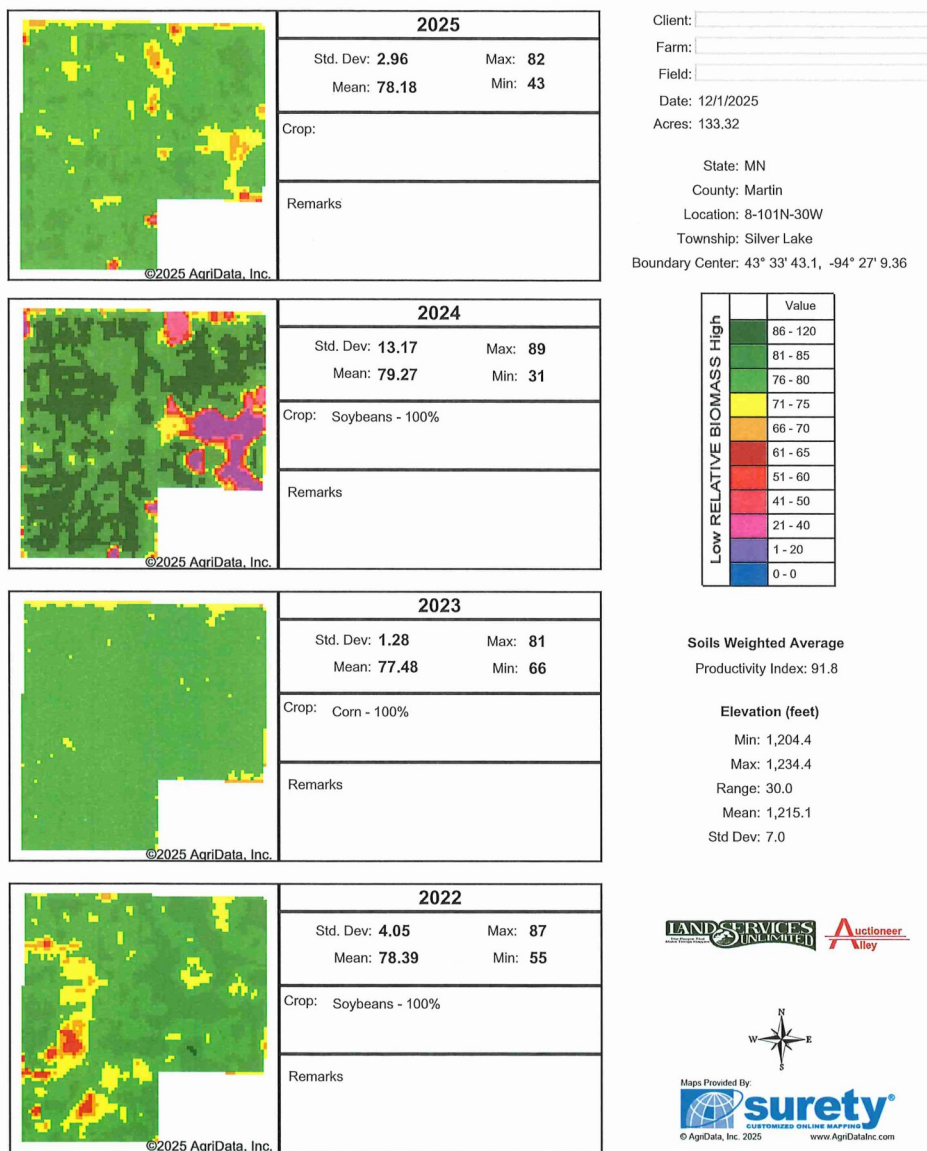 2025
Std. Dev: 2.96 Max: 82
Mean: 78.18 Min: 43
Crop:
Remarks
©2025 AgriData, Inc.
2024
Std. Dev: 13.17 Max: 89
Mean: 79.27 Min: 31
Crop: Soybeans - 100%
Remarks
©2025 AgriData, Inc.
2023
Std. Dev: 1.28 Max: 81
Mean: 77.48 Min: 66
Crop: Corn - 100%
Remarks
©2025 AgriData, Inc.
2022
Std. Dev: 4.05 Max: 87
Mean: 78.39 Min: 55
Crop: Soybeans - 100%
Remarks
©2025 AgriData, Inc.
Client:
Farm:
Field:
Date: 12/1/2025
Acres: 133.32
State: MN
County: Martin
Location: 8-101N-30W
Township: Silver Lake
Boundary Center: 43° 33' 43.1, -94° 27' 9.36
Low RELATIVE BIOMASS High
Value
86 - 120
81 - 85
76 - 80
71 - 75
66 - 70
61 - 65
51 - 60
41 - 50
21 - 40
1 - 20
0 - 0
Soils Weighted Average
Productivity Index: 91.8
Elevation (feet)
Min: 1,204.4
Max: 1,234.4
Range: 30.0
Mean: 1,215.1
Std Dev: 7.0
LAND SERVICES
UNLIMITED
Auctioneer
Alley
N
W E
S
Maps Provided By:
surety®
CUSTOMIZED ONLINE MAPPING
© AgriData, Inc. 2025 www.AgriDataInc.com